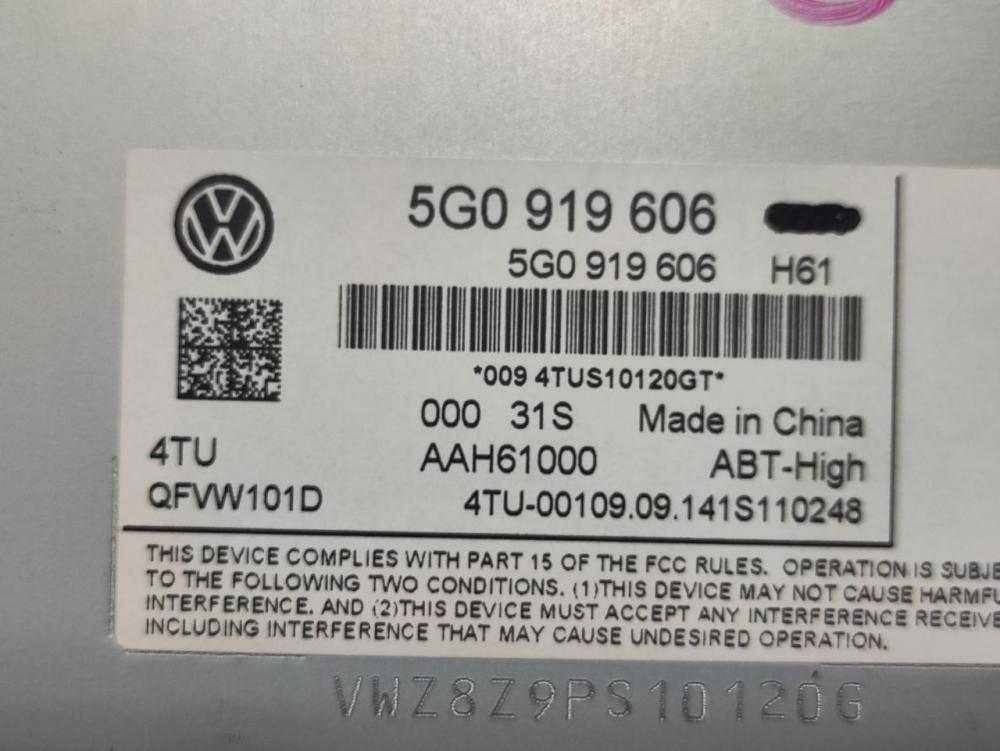 5G0 919 606
5G0 919 606 H61
*009 4TUS10120GT*
000 31S Made in China
4TU AAH61000 ABT-High
QFVW101D 4TU-00109.09.141S110248
THIS DEVICE COMPLIES WITH PART 15 OF THE FCC RULES. OPERATION IS SUBJE
TO THE FOLLOWING TWO CONDITIONS. (1)THIS DEVICE MAY NOT CAUSE HARMFU
INTERFERENCE. AND (2)THIS DEVICE MUST ACCEPT ANY INTERFERENCE RECEIVE
INCLUDING INTERFERENCE THAT MAY CAUSE UNDESIRED OPERATION.
VWZ8Z9PS10120G